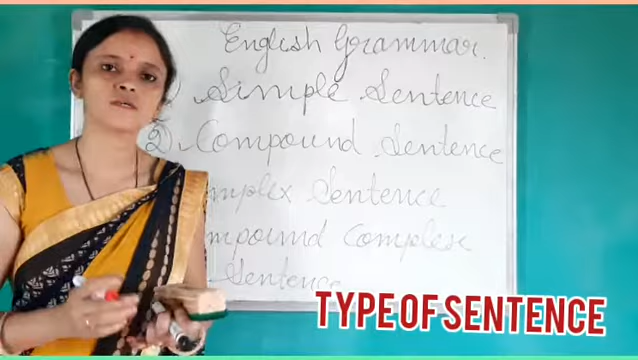 English Grammar.
Simple Sentence
2). Compound Sentence
mplex Sentence
mpound Complex
Sentence
TYPE OF SENTENCE